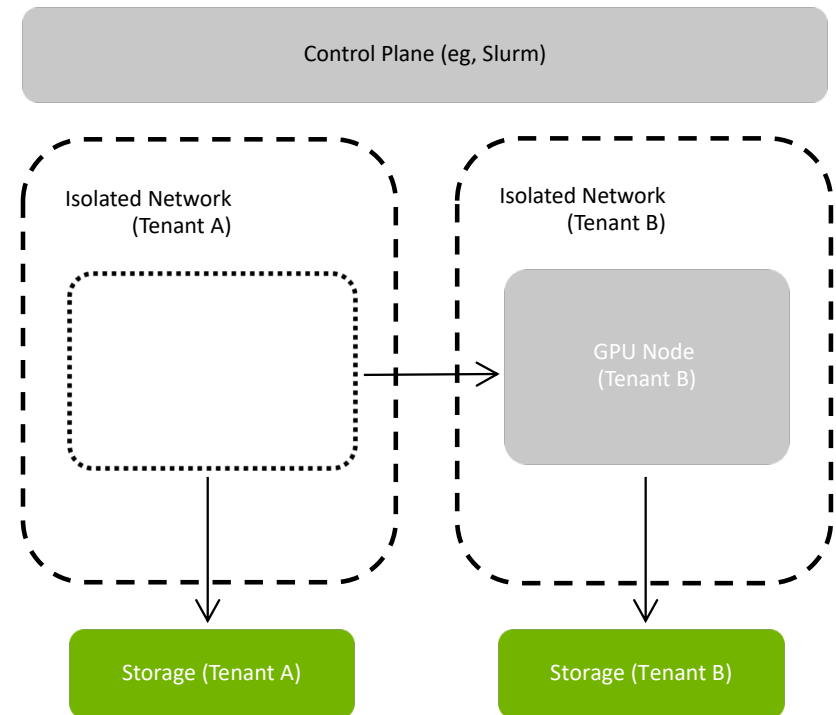 Control Plane (eg, Slurm)
Isolated Network
(Tenant A)
Isolated Network
(Tenant B)
GPU Node
(Tenant B)
Storage (Tenant A)
Storage (Tenant B)